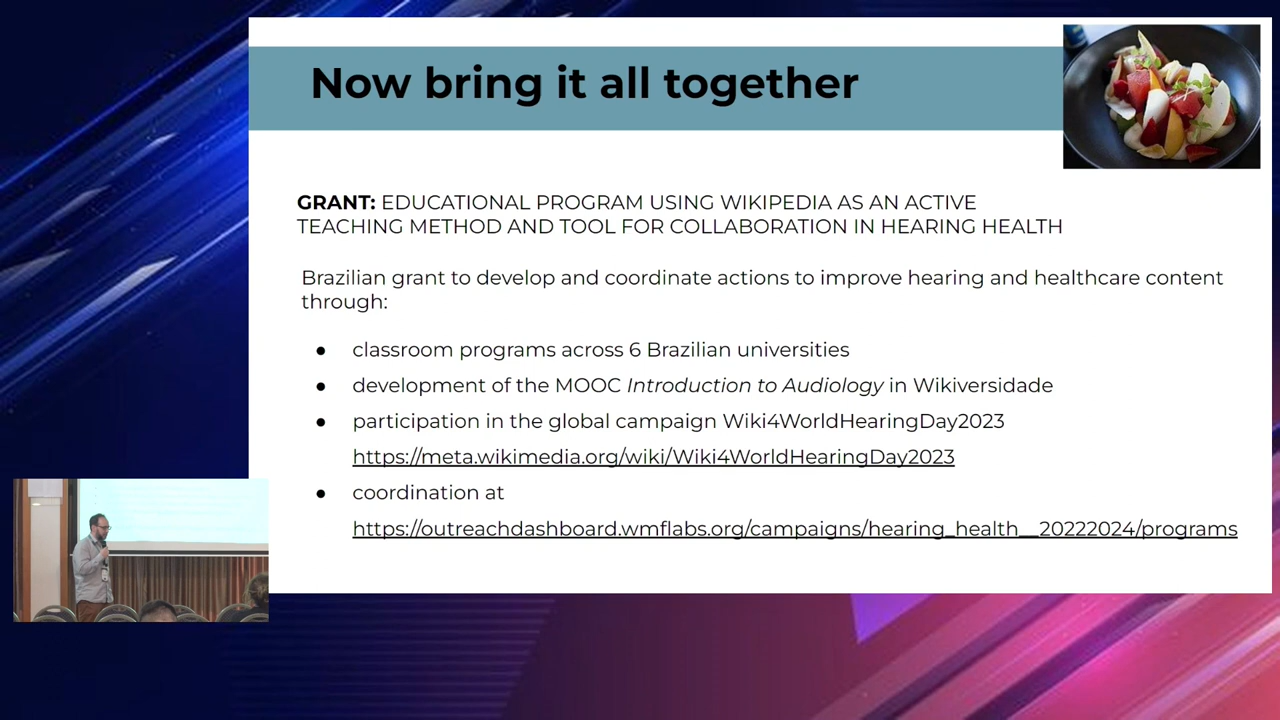 Now bring it all together
GRANT: EDUCATIONAL PROGRAM USING WIKIPEDIA AS AN ACTIVE
TEACHING METHOD AND TOOL FOR COLLABORATION IN HEARING HEALTH
Brazilian grant to develop and coordinate actions to improve hearing and healthcare content
through:
● classroom programs across 6 Brazilian universities
● development of the MOOC Introduction to Audiology in Wikiversidade
● participation in the global campaign Wiki4WorldHearingDay2023
https://meta.wikimedia.org/wiki/Wiki4WorldHearingDay2023
● coordination at
https://outreachdashboard.wmflabs.org/campaigns/hearing_health__20222024/programs